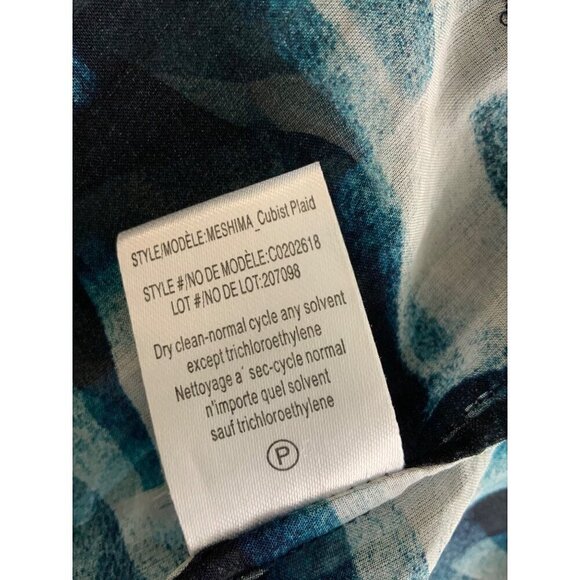 STYLE/MODÈLE:MESHIMA_Cubist Plaid
STYLE #/NO DE MODÈLE:C0202618
LOT #/NO DE LOT:207098
Dry clean-normal cycle any solvent
except trichloroethylene
Nettoyage a` sec-cycle normal
n'importe quel solvent
sauf trichloroethylene
P